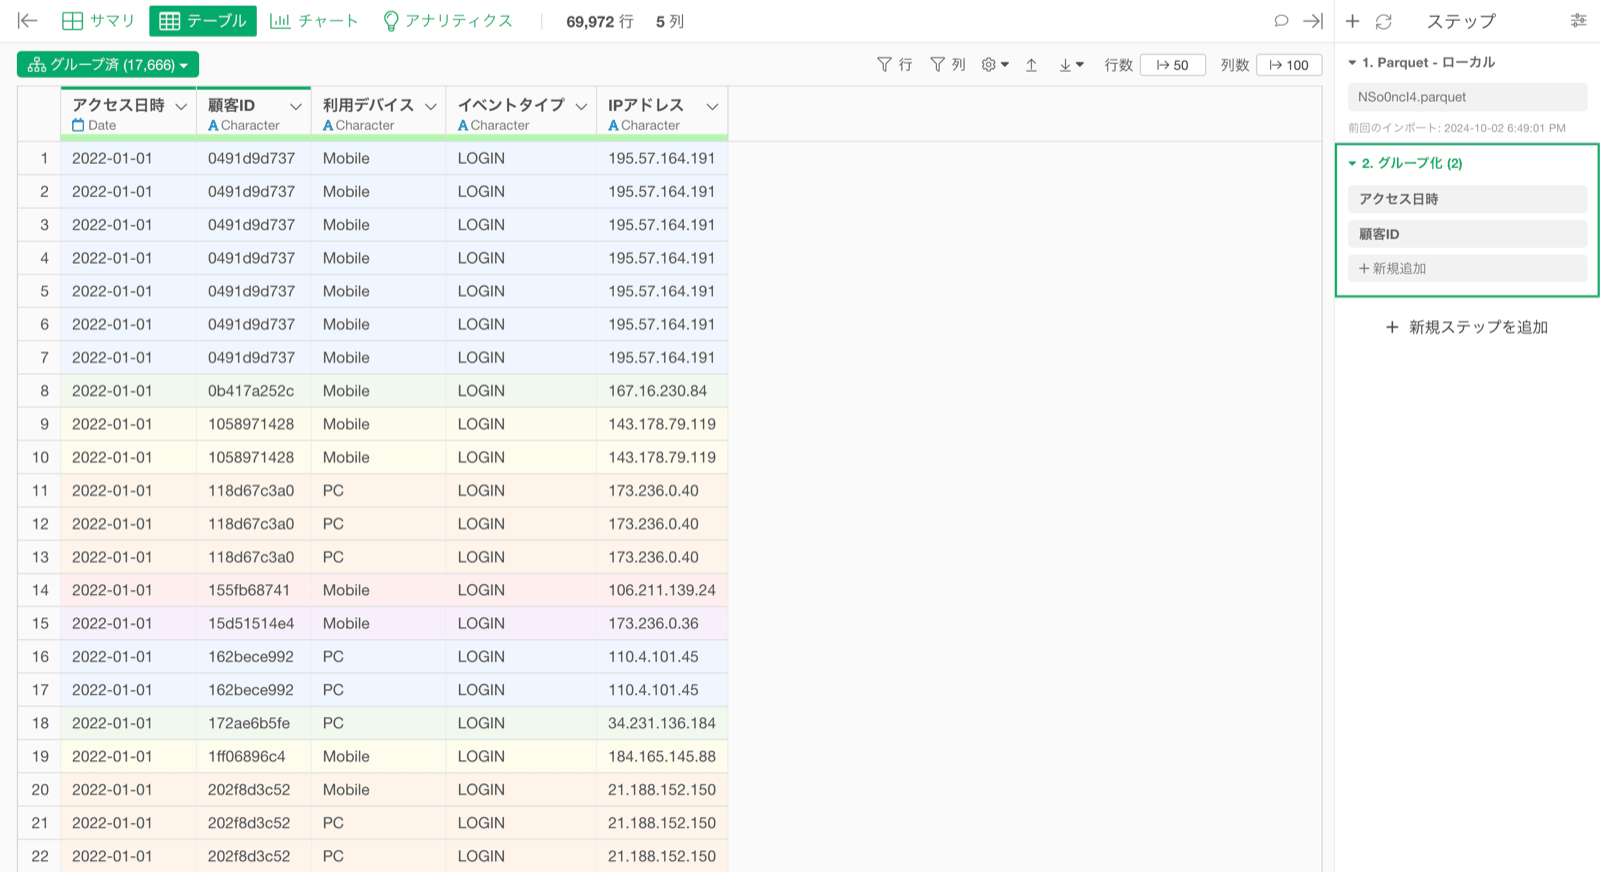 サマリ テーブル チャート アナリティクス 69,972 行 5 列
グループ済 (17,666) 行 列 行数 50 列数 100
アクセス日時 顧客ID 利用デバイス イベントタイプ IPアドレス
Date A Character A Character A Character A Character
1 2022-01-01 0491d9d737 Mobile LOGIN 195.57.164.191
2 2022-01-01 0491d9d737 Mobile LOGIN 195.57.164.191
3 2022-01-01 0491d9d737 Mobile LOGIN 195.57.164.191
4 2022-01-01 0491d9d737 Mobile LOGIN 195.57.164.191
5 2022-01-01 0491d9d737 Mobile LOGIN 195.57.164.191
6 2022-01-01 0491d9d737 Mobile LOGIN 195.57.164.191
7 2022-01-01 0491d9d737 Mobile LOGIN 195.57.164.191
8 2022-01-01 0b417a252c Mobile LOGIN 167.16.230.84
9 2022-01-01 1058971428 Mobile LOGIN 143.178.79.119
10 2022-01-01 1058971428 Mobile LOGIN 143.178.79.119
11 2022-01-01 118d67c3a0 PC LOGIN 173.236.0.40
12 2022-01-01 118d67c3a0 PC LOGIN 173.236.0.40
13 2022-01-01 118d67c3a0 PC LOGIN 173.236.0.40
14 2022-01-01 155fb68741 Mobile LOGIN 106.211.139.24
15 2022-01-01 15d51514e4 Mobile LOGIN 173.236.0.36
16 2022-01-01 162bece992 PC LOGIN 110.4.101.45
17 2022-01-01 162bece992 PC LOGIN 110.4.101.45
18 2022-01-01 172ae6b5fe PC LOGIN 34.231.136.184
19 2022-01-01 1ff06896c4 Mobile LOGIN 184.165.145.88
20 2022-01-01 202f8d3c52 Mobile LOGIN 21.188.152.150
21 2022-01-01 202f8d3c52 PC LOGIN 21.188.152.150
22 2022-01-01 202f8d3c52 PC LOGIN 21.188.152.150
ステップ
1. Parquet - ローカル
NSo0ncl4.parquet
前回のインポート: 2024-10-02 6:49:01 PM
2. グループ化 (2)
アクセス日時
顧客ID
+ 新規追加
+ 新規ステップを追加